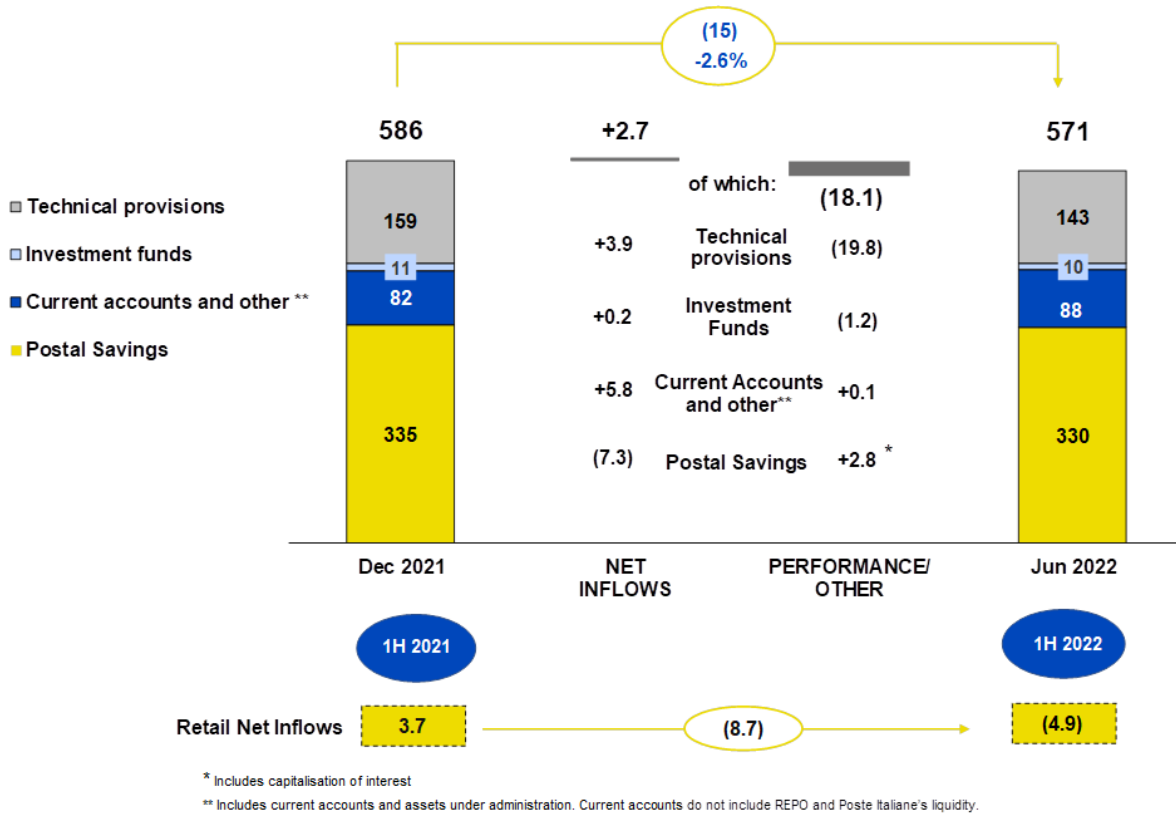 (15)
-2.6%
586
+2.7
571
of which:
(18.1)
Technical provisions
159
143
+3.9
Technical
provisions
(19.8)
Investment funds
11
10
+0.2
Investment
Funds
(1.2)
Current accounts and other **
82
88
+5.8
Current Accounts
and other**
+0.1
Postal Savings
335
330
(7.3)
Postal Savings
+2.8 *
Dec 2021
NET
INFLOWS
PERFORMANCE/
OTHER
Jun 2022
1H 2021
1H 2022
Retail Net Inflows
3.7
(8.7)
(4.9)
* Includes capitalisation of interest
** Includes current accounts and assets under administration. Current accounts do not include REPO and Poste Italiane's liquidity.